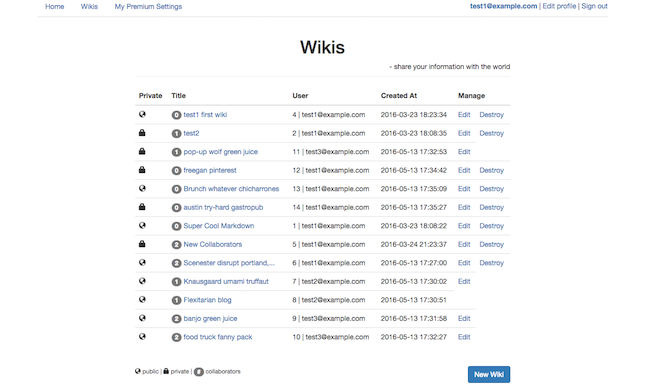 Home Wikis My Premium Settings test1@example.com | Edit profile | Sign out
Wikis
- share your information with the world
Private Title User Created At Manage
0 test1 first wiki 4 | test1@example.com 2016-03-23 18:23:34 Edit Destroy
1 test2 2 | test1@example.com 2016-03-23 18:08:35 Edit Destroy
1 pop-up wolf green juice 11 | test3@example.com 2016-05-13 17:32:53 Edit
0 freegan pinterest 12 | test1@example.com 2016-05-13 17:34:42 Edit Destroy
0 Brunch whatever chicharrones 13 | test1@example.com 2016-05-13 17:35:09 Edit Destroy
0 austin try-hard gastropub 14 | test1@example.com 2016-05-13 17:35:27 Edit Destroy
0 Super Cool Markdown 1 | test1@example.com 2016-03-23 18:08:22 Edit Destroy
2 New Collaborators 5 | test1@example.com 2016-03-24 21:23:37 Edit Destroy
2 Scenester disrupt portland,... 6 | test1@example.com 2016-05-13 17:27:00 Edit Destroy
1 Knausgaard umami truffaut 7 | test2@example.com 2016-05-13 17:30:02 Edit
1 Flexitarian blog 8 | test2@example.com 2016-05-13 17:30:51
2 banjo green juice 9 | test3@example.com 2016-05-13 17:31:58 Edit
2 food truck fanny pack 10 | test3@example.com 2016-05-13 17:32:27 Edit
public | private | # collaborators
New Wiki